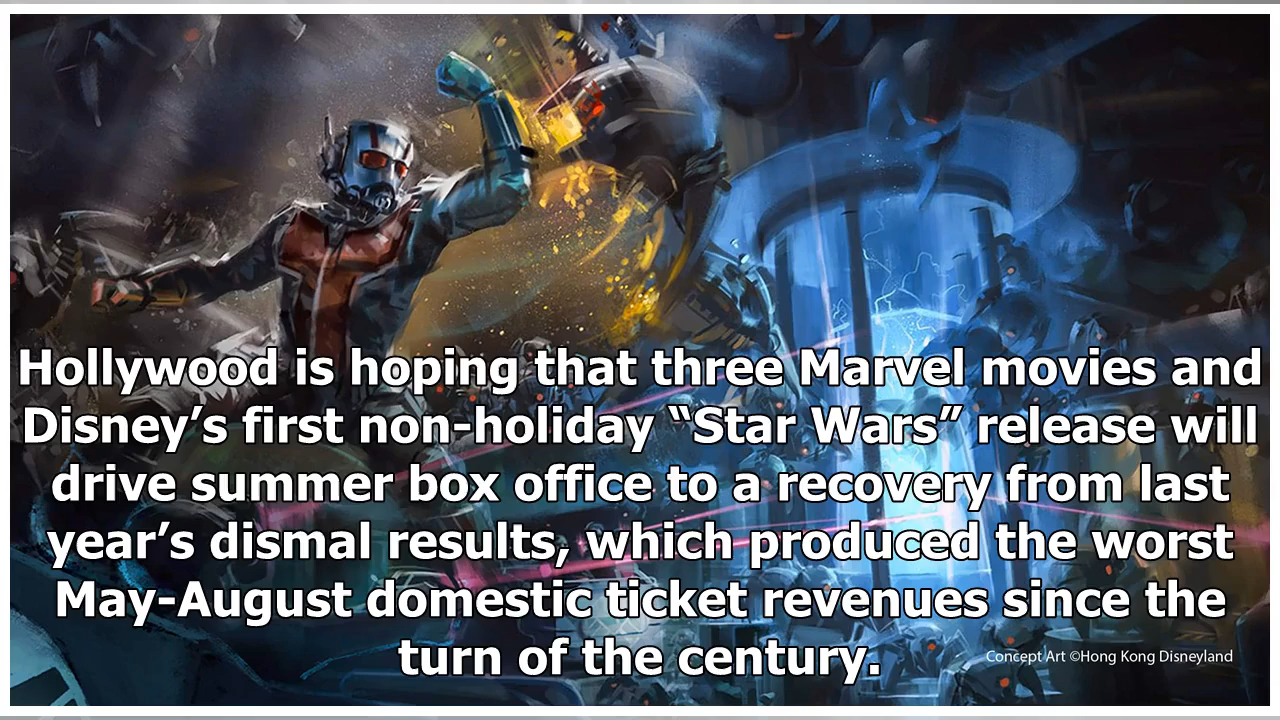 Hollywood is hoping that three Marvel movies and
Disney’s first non-holiday “Star Wars” release will
drive summer box office to a recovery from last
year’s dismal results, which produced the worst
May-August domestic ticket revenues since the
turn of the century.
Concept Art ©Hong Kong Disneyland